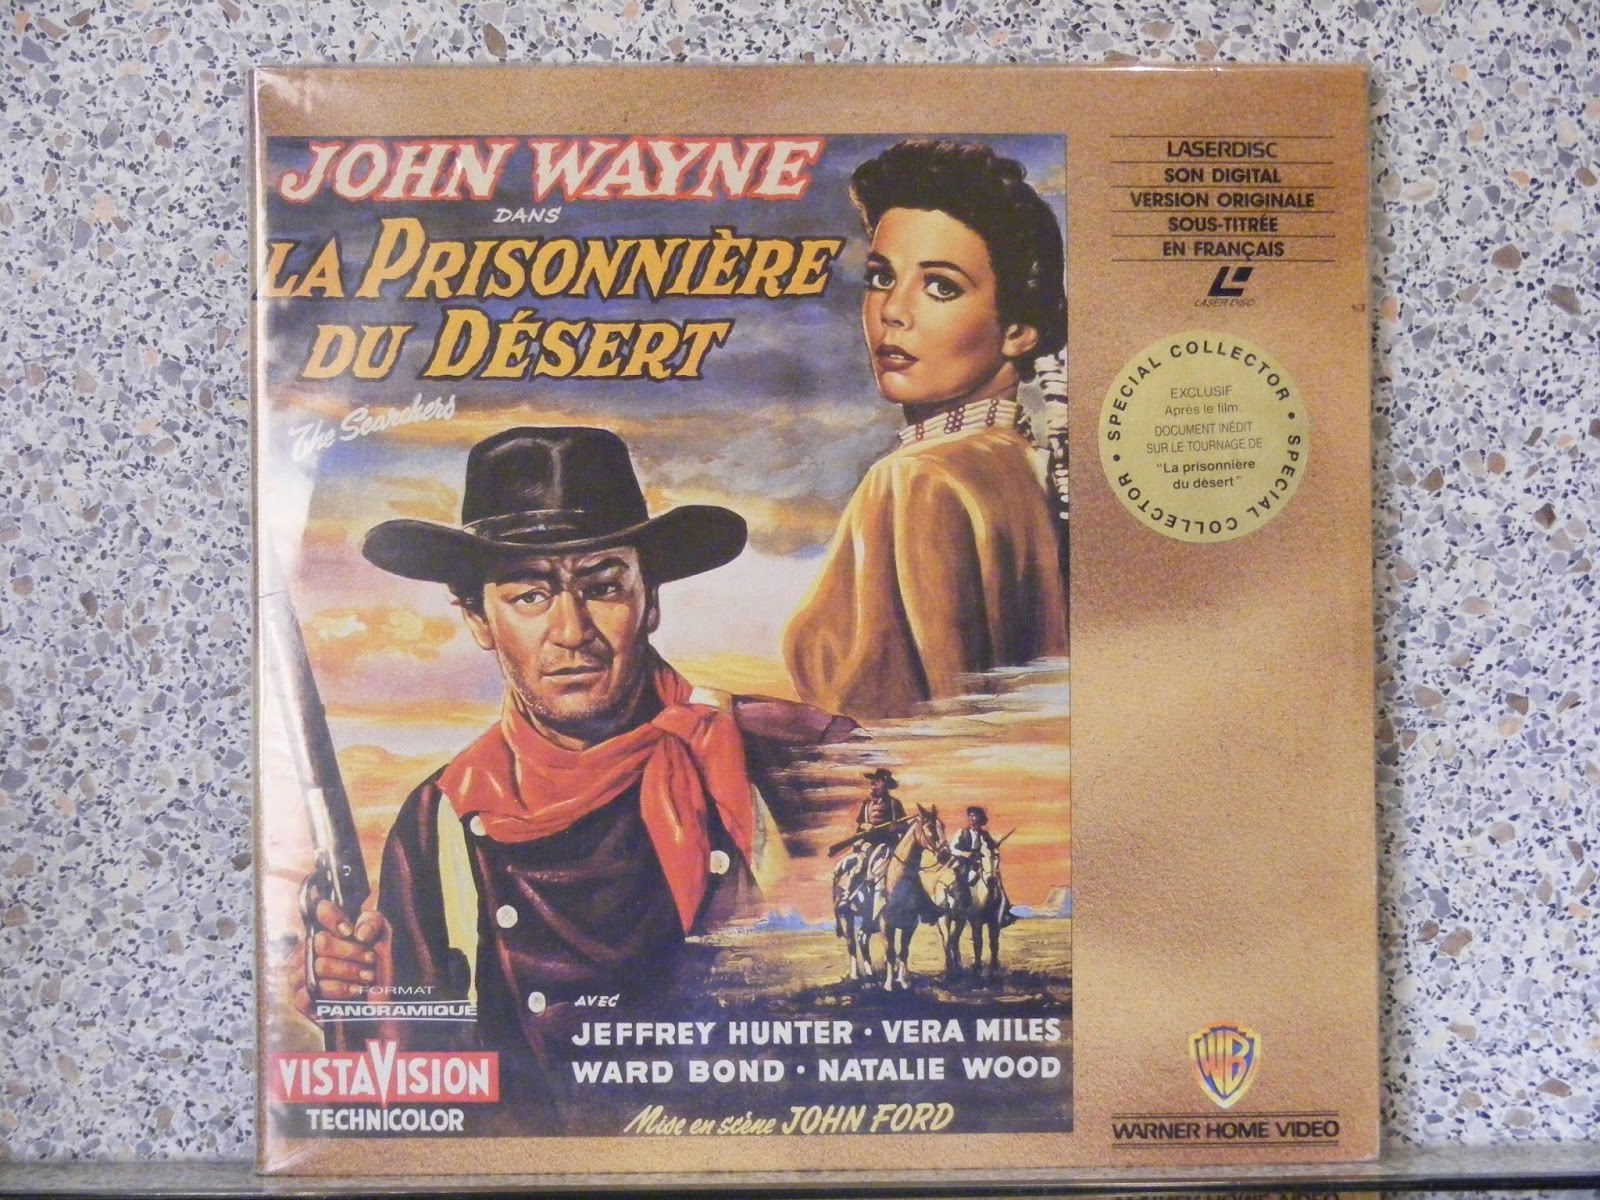 JOHN WAYNE
DANS
LA PRISONNIÈRE
DU DÉSERT
The Searchers
FORMAT
PANORAMIQUE
VISTAVISION
TECHNICOLOR
AVEC
JEFFREY HUNTER · VERA MILES
WARD BOND · NATALIE WOOD
Mise en scène JOHN FORD
LASERDISC
SON DIGITAL
VERSION ORIGINALE
SOUS-TITRÉE
EN FRANÇAIS
LASER DISC
SPECIAL COLLECTOR • SPECIAL COLLECTOR •
EXCLUSIF
Après le film,
DOCUMENT INÉDIT
SUR LE TOURNAGE DE
"La prisonnière
du désert"
WB
WARNER HOME VIDEO